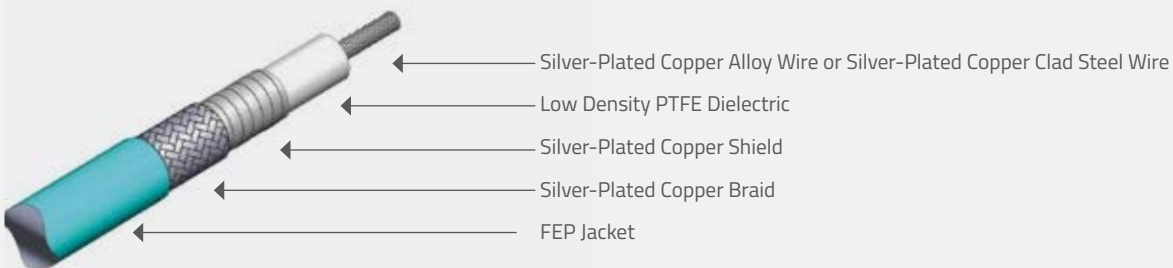 Silver-Plated Copper Alloy Wire or Silver-Plated Copper Clad Steel Wire
Low Density PTFE Dielectric
Silver-Plated Copper Shield
Silver-Plated Copper Braid
FEP Jacket